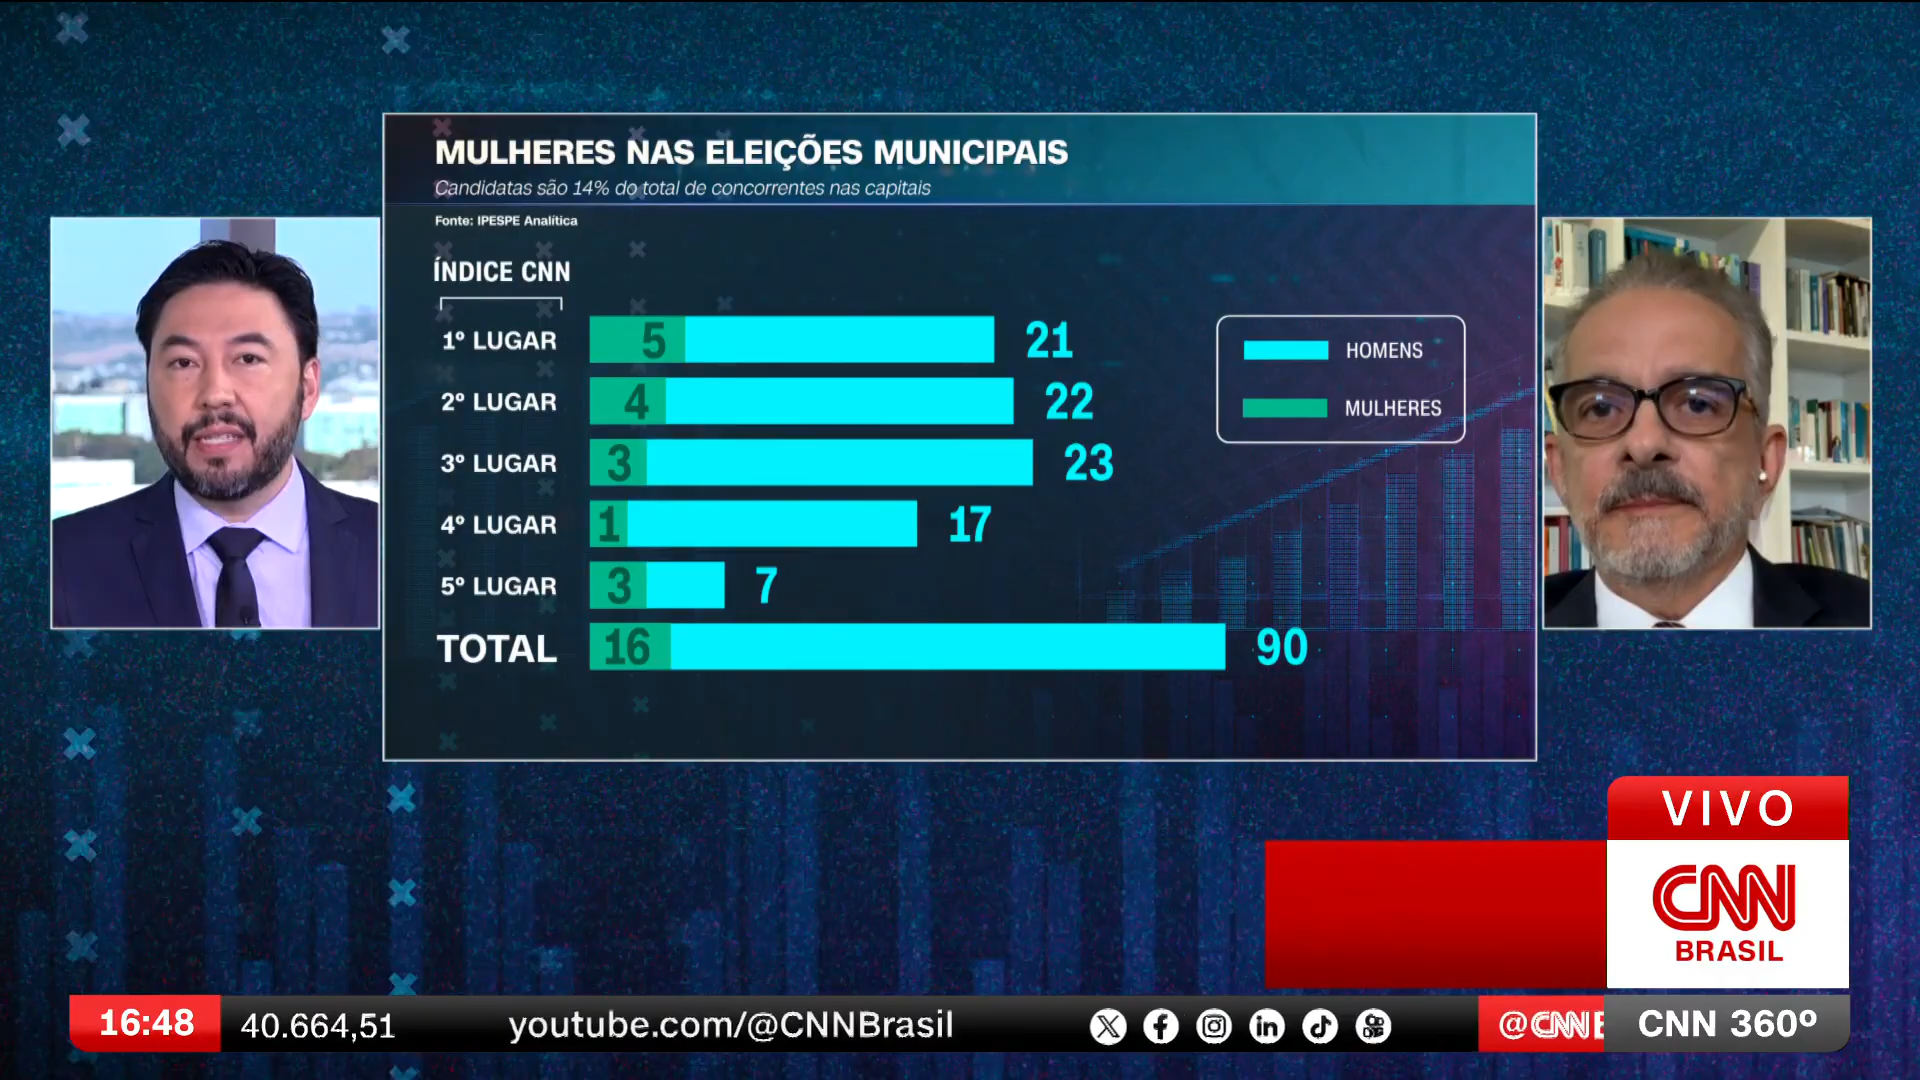 MULHERES NAS ELEIÇÕES MUNICIPAIS
Candidatas são 14% do total de concorrentes nas capitais
Fonte: IPESPE Analítica
ÍNDICE CNN
1º LUGAR 5 21
2º LUGAR 4 22
3º LUGAR 3 23
4º LUGAR 1 17
5º LUGAR 3 7
TOTAL 16 90
HOMENS
MULHERES
VIVO
CNN
BRASIL
16:48 40.664,51 youtube.com/@CNNBrasil
CNN 360º